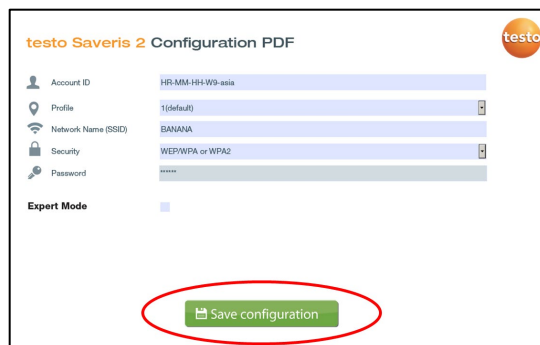 testo Saveris 2 Configuration PDF
testo
Account ID HR-MM-HH-W9-asia
Profile 1(default)
Network Name (SSID) BANANA
Security WEP/WPA or WPA2
Password ******
Expert Mode
Save configuration